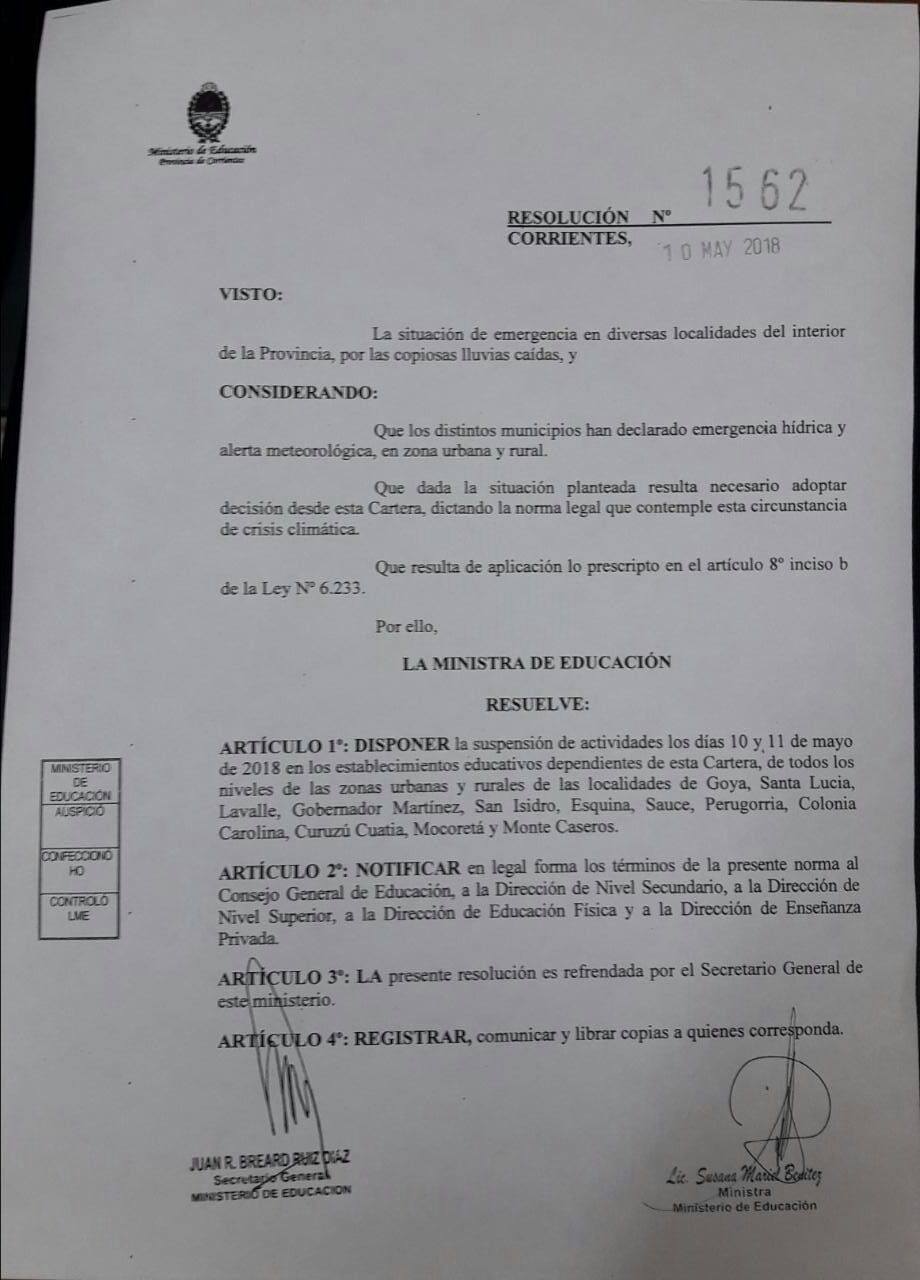 Ministerio de Educación
Provincia de Corrientes
RESOLUCIÓN Nº 1562
CORRIENTES, 10 MAY 2018
VISTO:
La situación de emergencia en diversas localidades del interior
de la Provincia, por las copiosas lluvias caídas, y
CONSIDERANDO:
Que los distintos municipios han declarado emergencia hídrica y
alerta meteorológica, en zona urbana y rural.
Que dada la situación planteada resulta necesario adoptar
decisión desde esta Cartera, dictando la norma legal que contemple esta circunstancia
de crisis climática.
Que resulta de aplicación lo prescripto en el artículo 8º inciso b
de la Ley Nº 6.233.
Por ello,
LA MINISTRA DE EDUCACIÓN
RESUELVE:
ARTÍCULO 1º: DISPONER la suspensión de actividades los días 10 y 11 de mayo
de 2018 en los establecimientos educativos dependientes de esta Cartera, de todos los
niveles de las zonas urbanas y rurales de las localidades de Goya, Santa Lucia,
Lavalle, Gobernador Martínez, San Isidro, Esquina, Sauce, Perugorria, Colonia
Carolina, Curuzú Cuatia, Mocoretá y Monte Caseros.
ARTÍCULO 2º: NOTIFICAR en legal forma los términos de la presente norma al
Consejo General de Educación, a la Dirección de Nivel Secundario, a la Dirección de
Nivel Superior, a la Dirección de Educación Física y a la Dirección de Enseñanza
Privada.
ARTÍCULO 3º: LA presente resolución es refrendada por el Secretario General de
este ministerio.
ARTÍCULO 4º: REGISTRAR, comunicar y librar copias a quienes corresponda.
MINISTERIO
DE
EDUCACIÓN
AUSPICIÓ
CONFECCIONÓ
HO
CONTROLÓ
LME
JUAN R. BREARD RUIZ DIAZ
Secretario General
MINISTERIO DE EDUCACION
Lic. Susana Mariel Benitez
Ministra
Ministerio de Educación